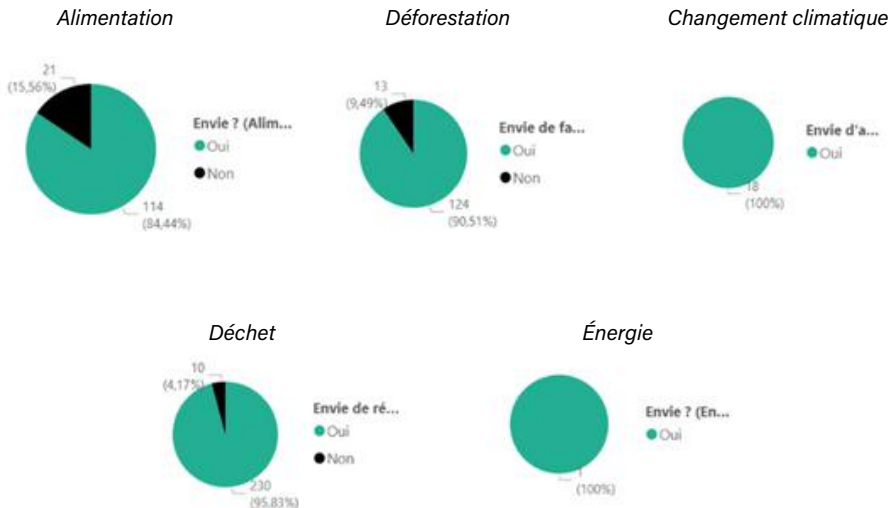 Alimentation
Déforestation
Changement climatique
21
(15,56%)
Envie ? (Alim...
Oui
Non
114
(84,44%)
13
(9,49%)
Envie de fa...
Oui
Non
124
(90,51%)
Envie d'a...
Oui
18
(100%)
Déchet
Énergie
10
(4,17%)
Envie de ré...
Oui
Non
230
(95,83%)
Envie ? (En...
Oui
(100%)